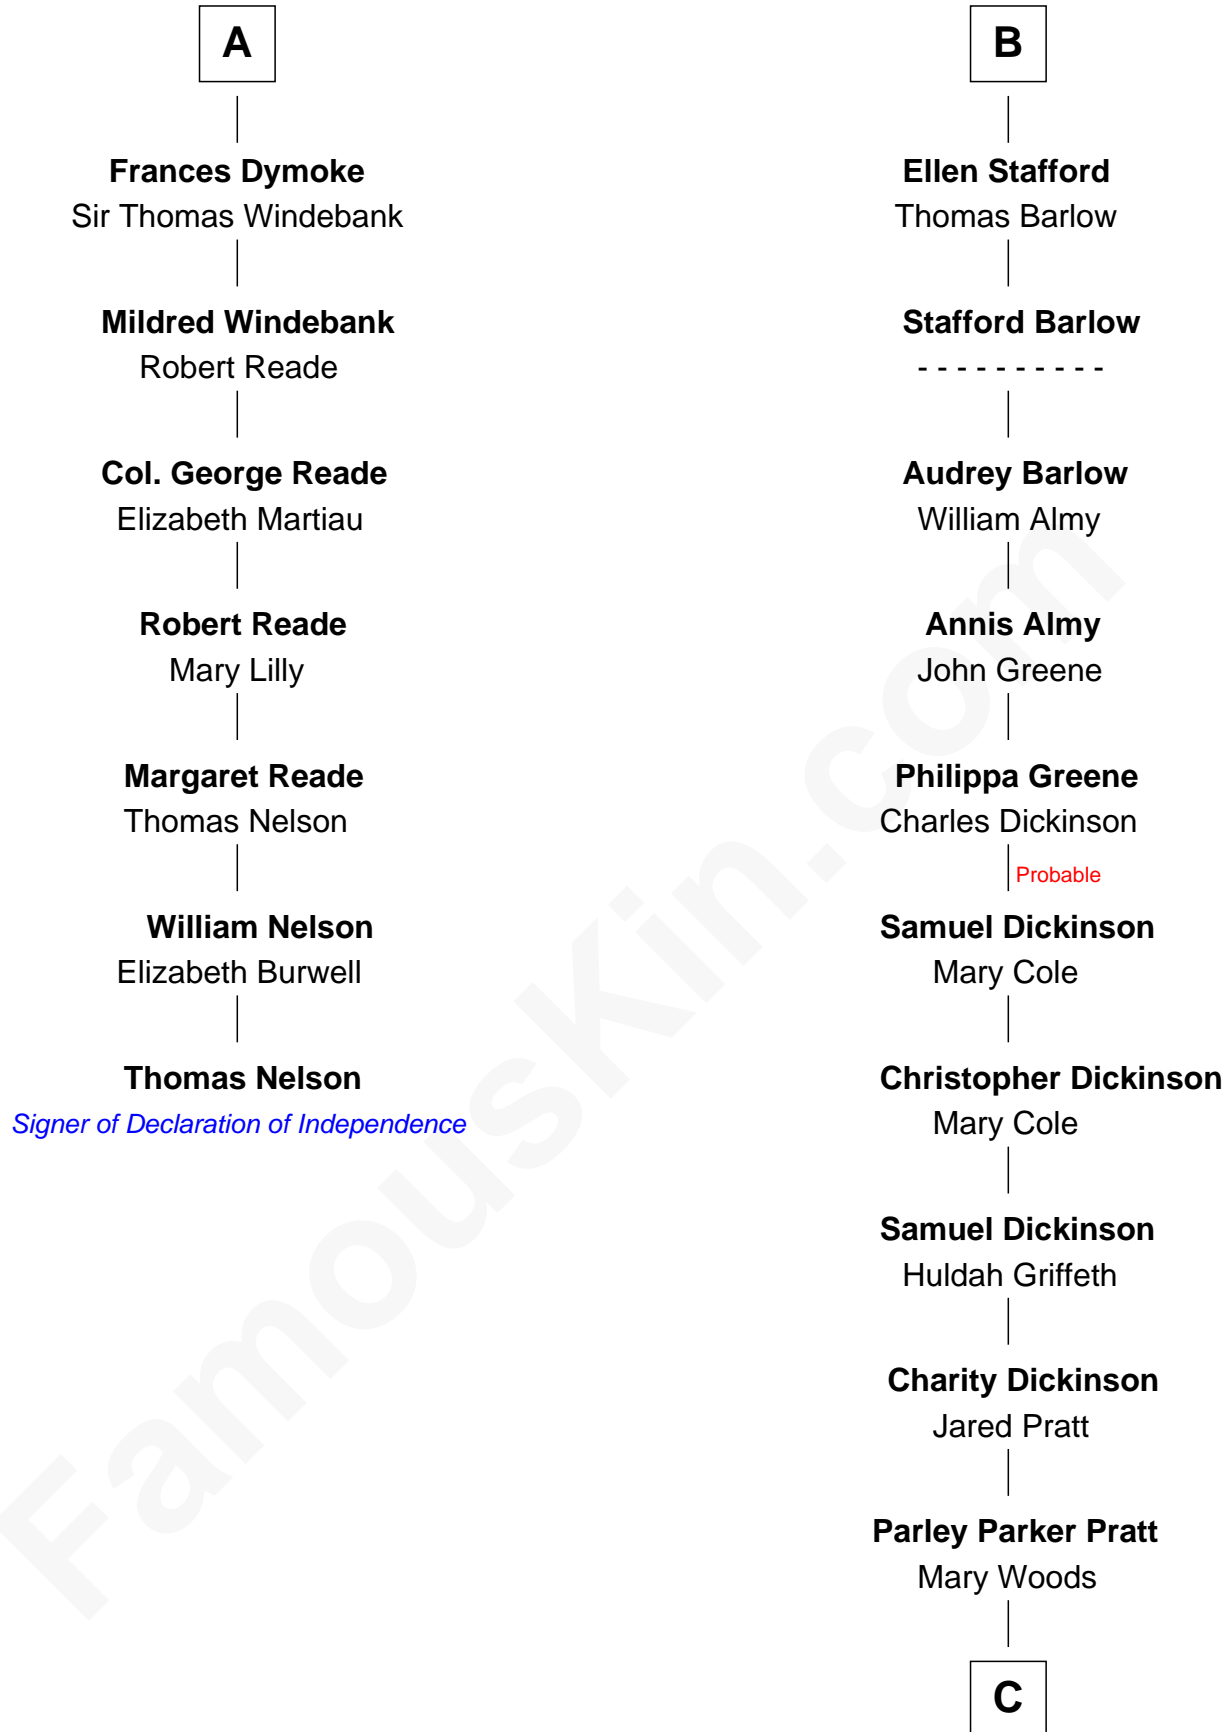 A
Frances Dymoke
Sir Thomas Windebank
Mildred Windebank
Robert Reade
Col. George Reade
Elizabeth Martiau
Robert Reade
Mary Lilly
Margaret Reade
Thomas Nelson
William Nelson
Elizabeth Burwell
Thomas Nelson
Signer of Declaration of Independence
B
Ellen Stafford
Thomas Barlow
Stafford Barlow
- - - - - - - - - -
Audrey Barlow
William Almy
Annis Almy
John Greene
Philippa Greene
Charles Dickinson
Probable
Samuel Dickinson
Mary Cole
Christopher Dickinson
Mary Cole
Samuel Dickinson
Huldah Griffeth
Charity Dickinson
Jared Pratt
Parley Parker Pratt
Mary Woods
C
FamousKin.com